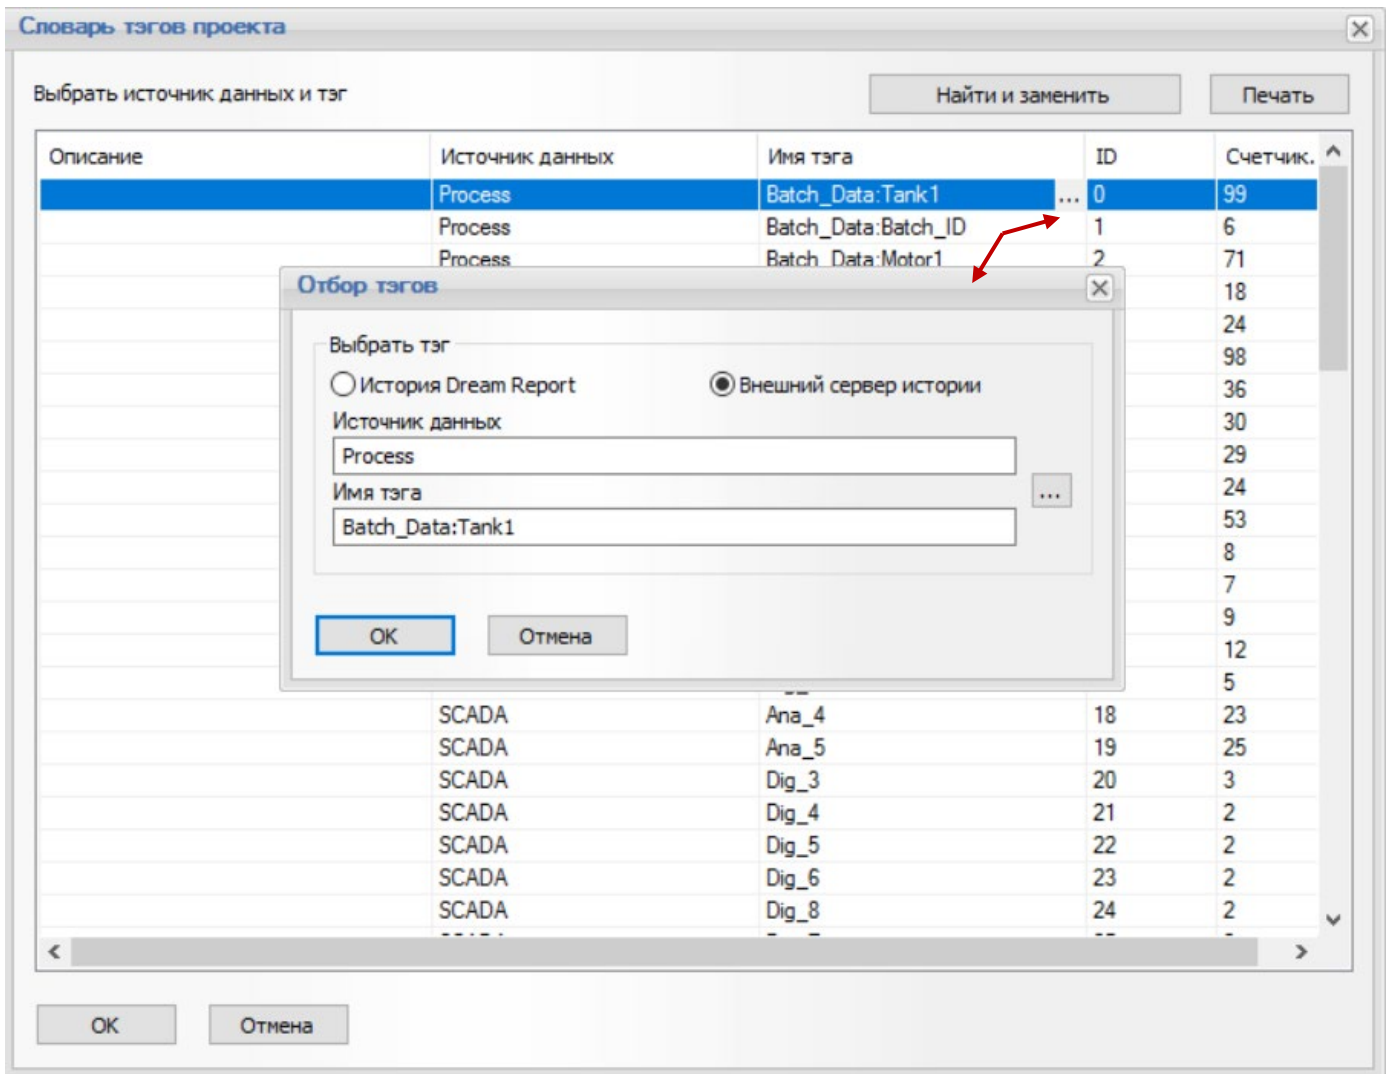 Словарь тэгов проекта
Выбрать источник данных и тэг Найти и заменить Печать
Описание Источник данных Имя тэга ID Счетчик.
Process Batch_Data:Tank1 ... 0 99
Process Batch_Data:Batch_ID 1 6
Process Batch_Data:Motor1 2 71
Отбор тэгов
18
24
Выбрать тэг
98
История Dream Report Внешний сервер истории
36
Источник данных
30
Process
29
Имя тэга ...
24
Batch_Data:Tank1
53
8
7
9
OK Отмена
12
5
SCADA Ana_4 18 23
SCADA Ana_5 19 25
SCADA Dig_3 20 3
SCADA Dig_4 21 2
SCADA Dig_5 22 2
SCADA Dig_6 23 2
SCADA Dig_8 24 2
OK Отмена